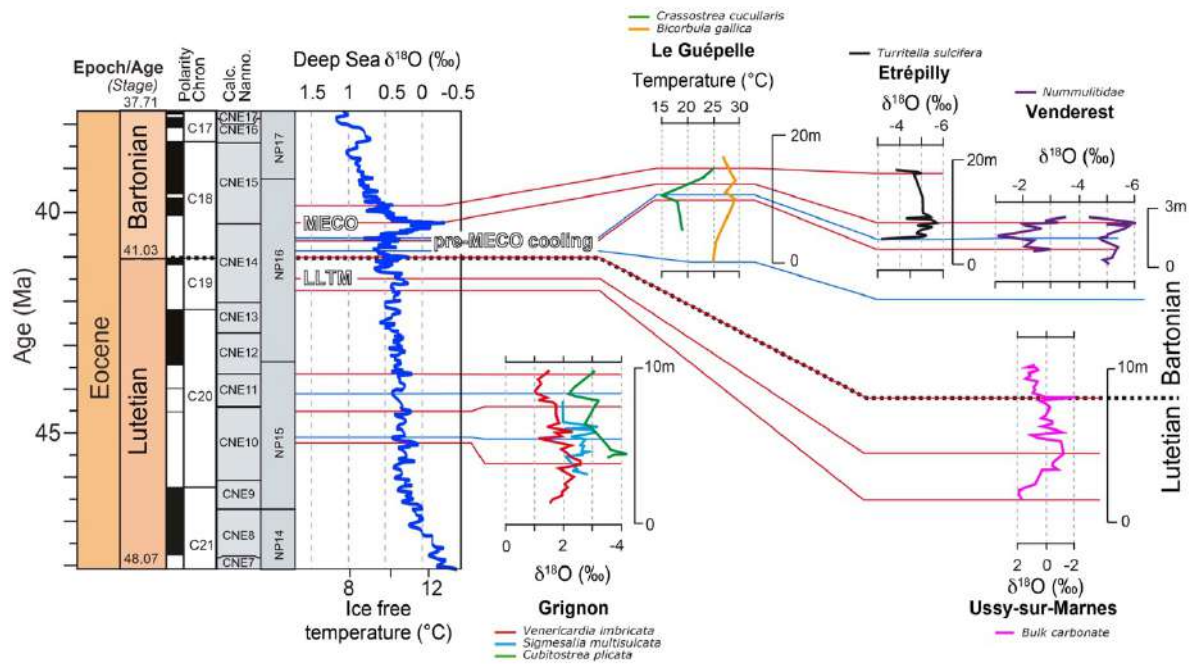 Crassostrea cucullaris
Bicorbula gallica
Le Guépelle
Temperature (°C)
15 20 25 30
20m
0
Turritella sulcifera
Etrépilly
δ18O (‰)
-4 -6
20m
0
Nummulitidae
Venderest
δ18O (‰)
-2 -4 -6
3m
0
Epoch/Age
(Stage)
37.71
Polarity
Chron
Calc.
Nanno.
Deep Sea δ18O (‰)
1.5 1 0.5 0 -0.5
Age (Ma)
40
45
Eocene
Bartonian
41.03
Lutetian
48.07
C17
C18
C19
C20
C21
CNE17
CNE16
CNE15
CNE14
CNE13
CNE12
CNE11
CNE10
CNE9
CNE8
CNE7
NP17
NP16
NP15
NP14
MECO
pre-MECO cooling
LLTM
8 12
Ice free
temperature (°C)
10m
0
0 2 -4
δ18O (‰)
Grignon
Venericardia imbricata
Sigmesalia multisulcata
Cubitostrea plicata
10m
0
2 0 -2
δ18O (‰)
Ussy-sur-Marnes
Bulk carbonate
Lutetian Bartonian